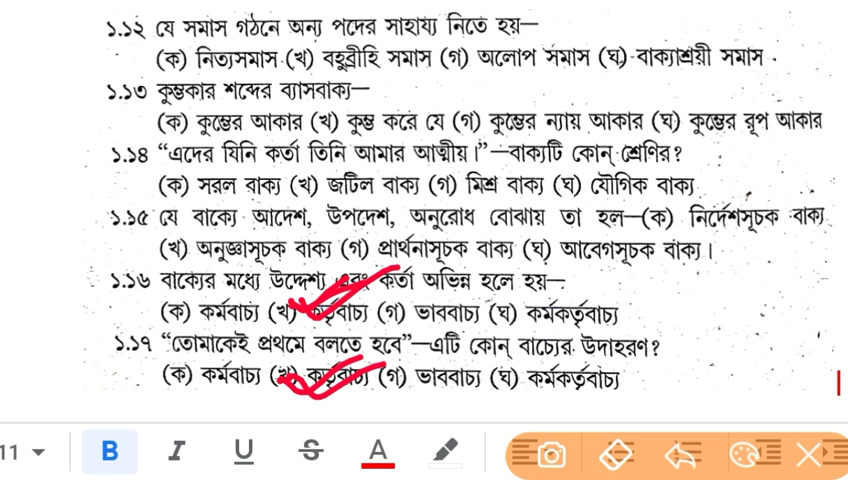 ১.১২ যে সমাস গঠনে অন্য পদের সাহায্য নিতে হয়—
(ক) নিত্যসমাস (খ) বহুব্রীহি সমাস (গ) অলোপ সমাস (ঘ) বাক্যাশ্রয়ী সমাস
১.১৩ কুম্ভকার শব্দের ব্যাসবাক্য—
(ক) কুম্ভের আকার (খ) কুম্ভ করে যে (গ) কুম্ভের ন্যায় আকার (ঘ) কুম্ভের রূপ আকার
১.১৪ “এদের যিনি কর্তা তিনি আমার আত্মীয়।”—বাক্যটি কোন্ শ্রেণির?
(ক) সরল বাক্য (খ) জটিল বাক্য (গ) মিশ্র বাক্য (ঘ) যৌগিক বাক্য
১.১৫ যে বাক্যে আদেশ, উপদেশ, অনুরোধ বোঝায় তা হল—(ক) নির্দেশসূচক বাক্য
(খ) অনুজ্ঞাসূচক বাক্য (গ) প্রার্থনাসূচক বাক্য (ঘ) আবেগসূচক বাক্য।
১.১৬ বাক্যের মধ্যে উদ্দেশ্য এবং কর্তা অভিন্ন হলে হয়—
(ক) কর্মবাচ্য (খ) কর্তৃবাচ্য (গ) ভাববাচ্য (ঘ) কর্মকর্তৃবাচ্য
১.১৭ “তোমাকেই প্রথমে বলতে হবে”—এটি কোন্ বাচ্যের উদাহরণ?
(ক) কর্মবাচ্য (খ) কর্তৃবাচ্য (গ) ভাববাচ্য (ঘ) কর্মকর্তৃবাচ্য
11 B I U S A